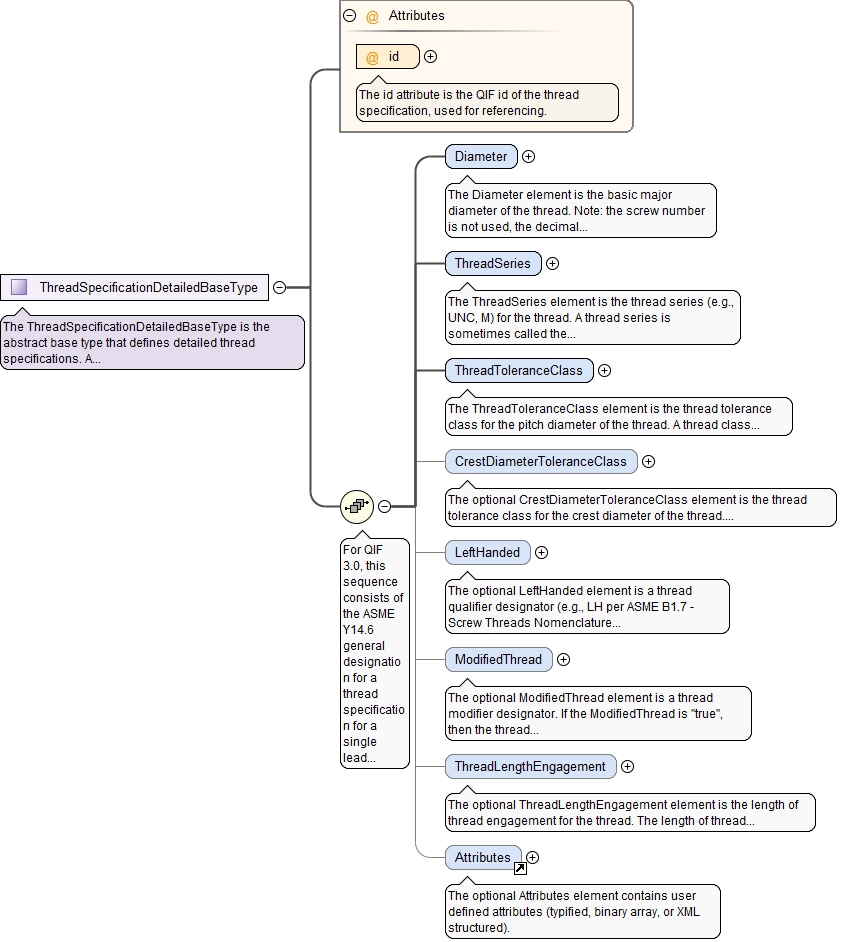 @ Attributes
@ id
The id attribute is the QIF id of the thread
specification, used for referencing.
ThreadSpecificationDetailedBaseType
The ThreadSpecificationDetailedBaseType is the
abstract base type that defines detailed thread
specifications. A...
For QIF
3.0, this
sequence
consists of
the ASME
Y14.6
general
designatio
n for a
thread
specificatio
n for a
single
lead...
Diameter
The Diameter element is the basic major
diameter of the thread. Note: the screw number
is not used, the decimal...
ThreadSeries
The ThreadSeries element is the thread series (e.g.,
UNC, M) for the thread. A thread series is
sometimes called the...
ThreadToleranceClass
The ThreadToleranceClass element is the thread tolerance
class for the pitch diameter of the thread. A thread class...
CrestDiameterToleranceClass
The optional CrestDiameterToleranceClass element is the thread
tolerance class for the crest diameter of the thread....
LeftHanded
The optional LeftHanded element is a thread
qualifier designator (e.g., LH per ASME B1.7 -
Screw Threads Nomenclature...
ModifiedThread
The optional ModifiedThread element is a thread
modifier designator. If the ModifiedThread is "true",
then the thread...
ThreadLengthEngagement
The optional ThreadLengthEngagement element is the length of
thread engagement for the thread. The length of thread...
Attributes
The optional Attributes element contains user
defined attributes (typified, binary array, or XML
structured).